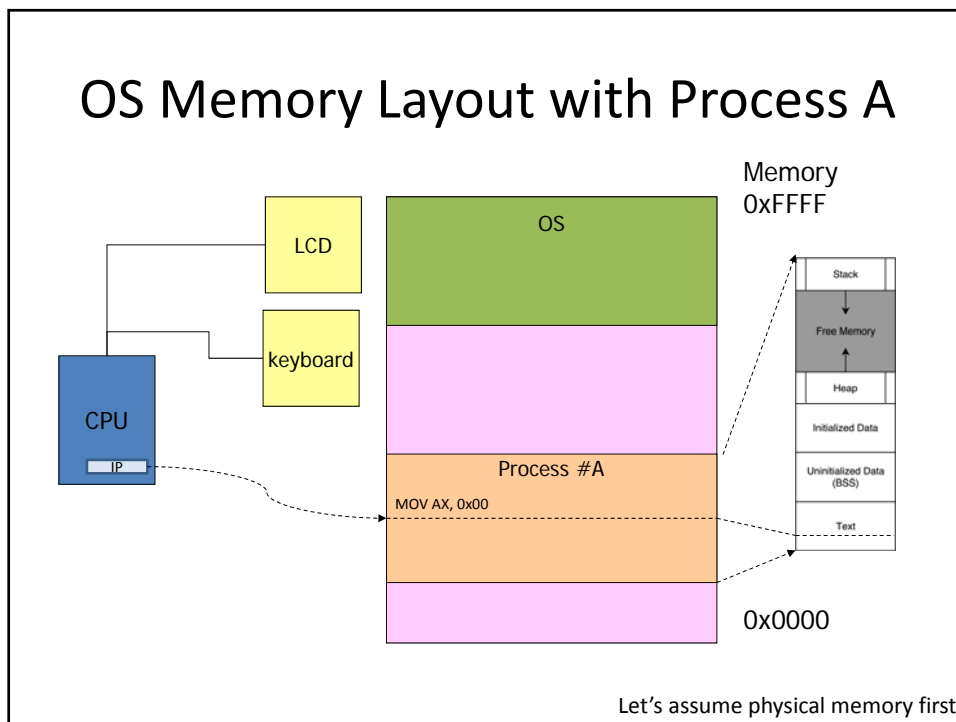 OS Memory Layout with Process A
Memory
0xFFFF
OS
LCD
Stack
Free Memory
keyboard
Heap
CPU
Initialized Data
IP
Process #A
Uninitialized Data
(BSS)
MOV AX, 0x00
Text
0x0000
Let's assume physical memory first